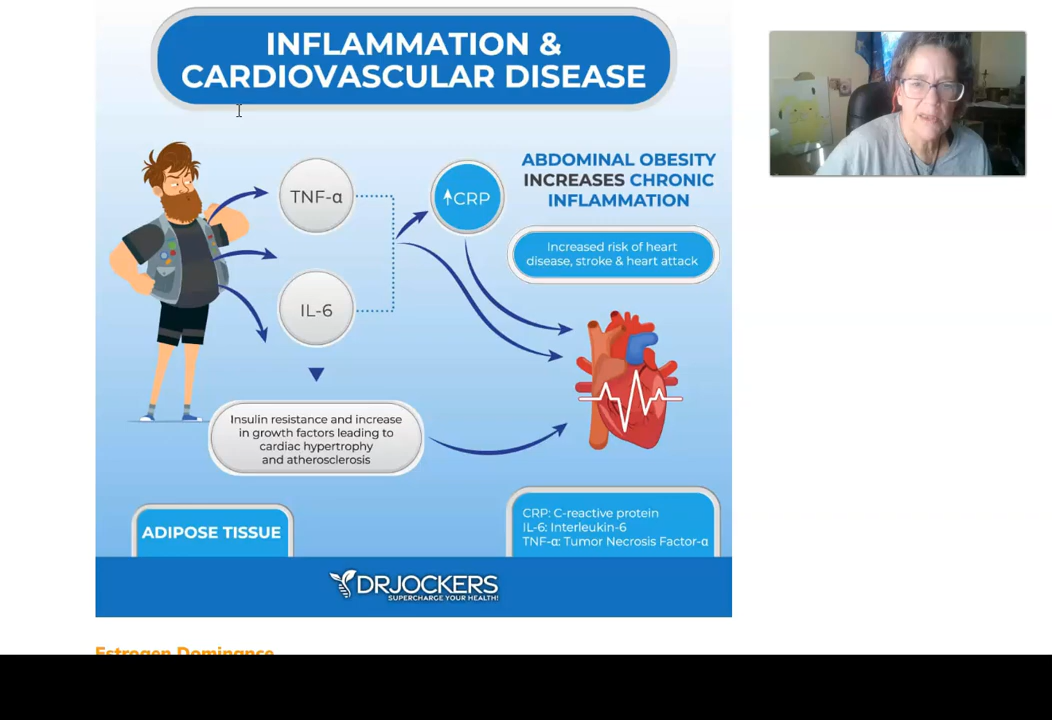 INFLAMMATION &
CARDIOVASCULAR DISEASE
TNF-α
↑CRP
ABDOMINAL OBESITY
INCREASES CHRONIC
INFLAMMATION
Increased risk of heart
disease, stroke & heart attack
IL-6
Insulin resistance and increase
in growth factors leading to
cardiac hypertrophy
and atherosclerosis
ADIPOSE TISSUE
CRP: C-reactive protein
IL-6: Interleukin-6
TNF-α: Tumor Necrosis Factor-α
DRJOCKERS
SUPERCHARGE YOUR HEALTH!
Estrogen Dominance